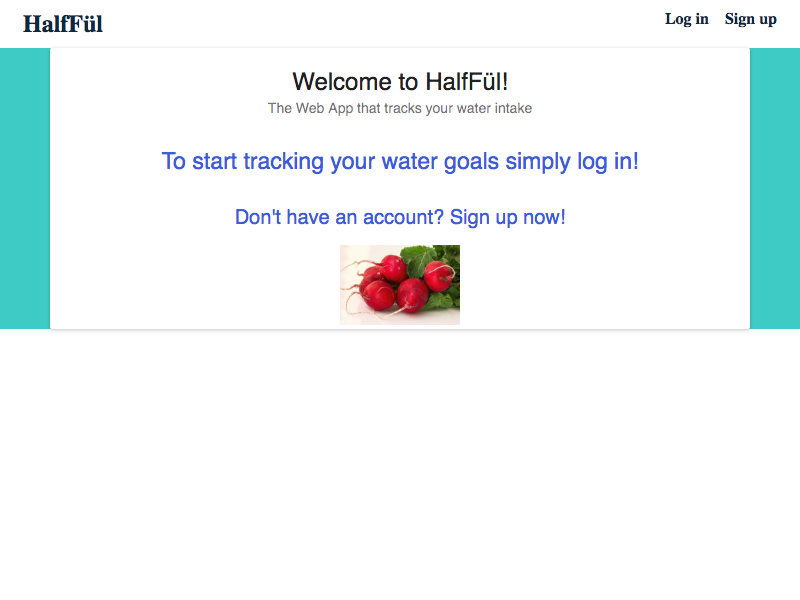 HalfFül
Log in Sign up
Welcome to HalfFül!
The Web App that tracks your water intake
To start tracking your water goals simply log in!
Don't have an account? Sign up now!